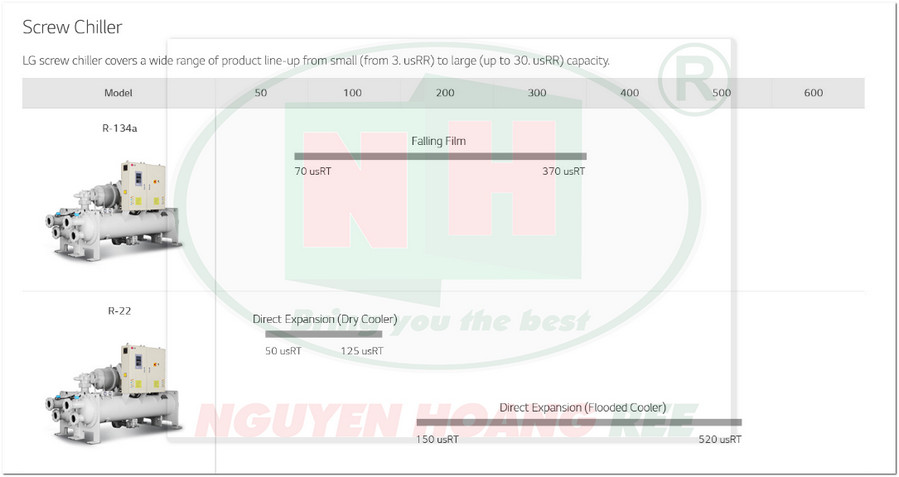 Screw Chiller
LG screw chiller covers a wide range of product line-up from small (from 3. usRR) to large (up to 30. usRR) capacity.
Model 50 100 200 300 400 500 600
R-134a
Falling Film
70 usRT 370 usRT
R-22
Direct Expansion (Dry Cooler)
50 usRT 125 usRT
Direct Expansion (Flooded Cooler)
150 usRT 520 usRT
®
NH
Bring you the best
NGUYEN HOANG KEE